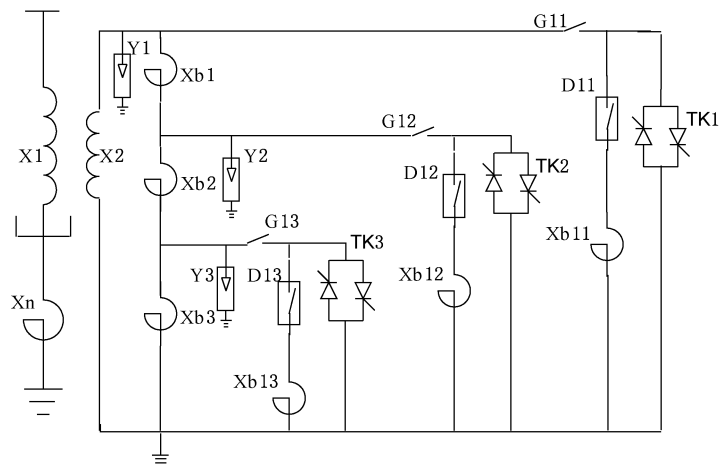 G11
Y1
Xb1
D11
TK1
G12
X1
X2
Y2
TK2
Xb2
D12
G13
Xb11
TK3
Y3
D13
Xb12
Xn
Xb3
Xb13